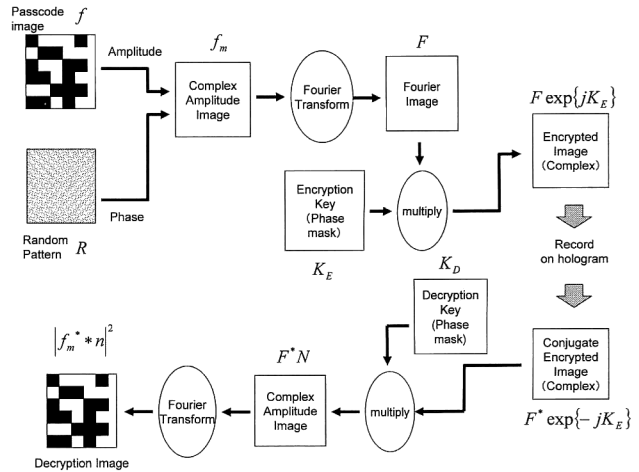 Passcode
image f
Amplitude
f_m
Complex
Amplitude
Image
Fourier
Transform
F
Fourier
Image
F exp{jK_E}
Encrypted
Image
(Complex)
Random
Pattern R
Phase
Encryption
Key
(Phase
mask)
K_E
multiply
Record
on hologram
K_D
Decryption
Key
(Phase
mask)
Conjugate
Encrypted
Image
(Complex)
F* exp{-jK_E}
multiply
F*N
Complex
Amplitude
Image
Fourier
Transform
|f_m* * n|²
Decryption Image